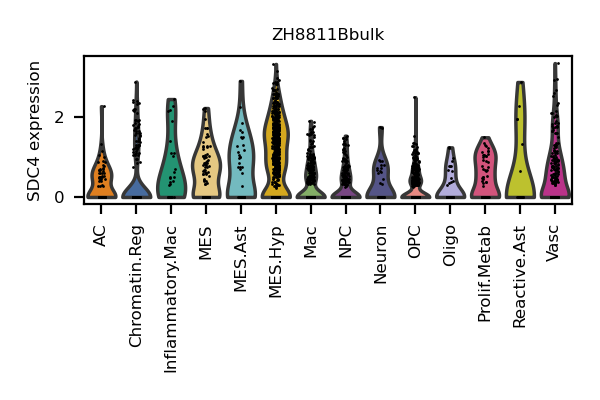 ZH8811Bbulk
SDC4 expression
2
0
AC
Chromatin.Reg
Inflammatory.Mac
MES
MES.Ast
MES.Hyp
Mac
NPC
Neuron
OPC
Oligo
Prolif.Metab
Reactive.Ast
Vasc